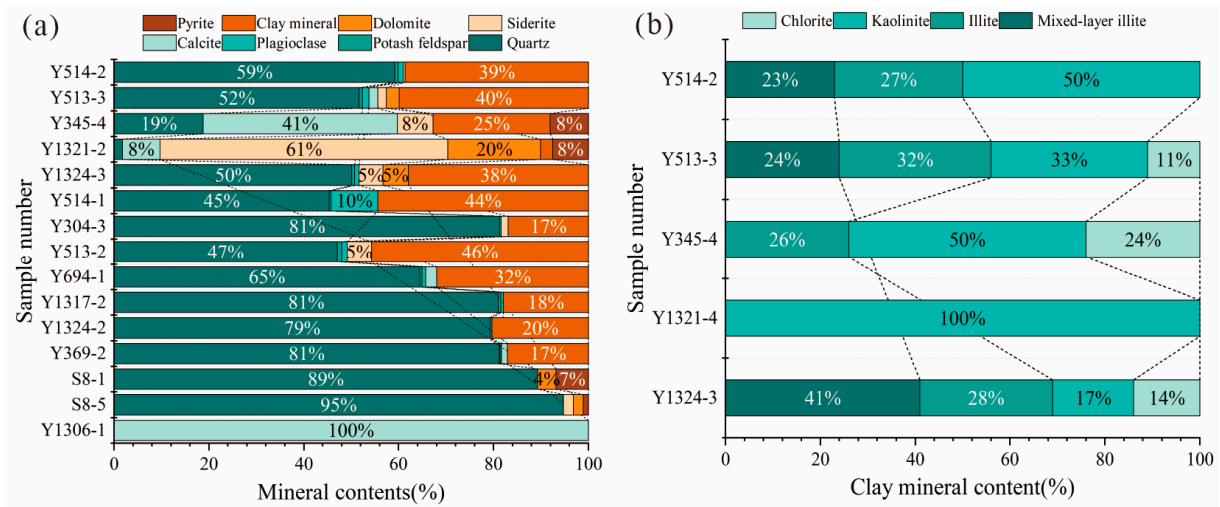 (a)
Pyrite Clay mineral Dolomite Siderite
Calcite Plagioclase Potash feldspar Quartz
Sample number
Y514-2 59% 39%
Y513-3 52% 40%
Y345-4 19% 41% 8% 25% 8%
Y1321-2 8% 61% 20% 8%
Y1324-3 50% 5% 5% 38%
Y514-1 45% 10% 44%
Y304-3 81% 17%
Y513-2 47% 5% 46%
Y694-1 65% 32%
Y1317-2 81% 18%
Y1324-2 79% 20%
Y369-2 81% 17%
S8-1 89% 4% 7%
S8-5 95%
Y1306-1 100%
0 20 40 60 80 100
Mineral contents(%)
(b)
Chlorite Kaolinite Illite Mixed-layer illite
Sample number
Y514-2 23% 27% 50%
Y513-3 24% 32% 33% 11%
Y345-4 26% 50% 24%
Y1321-4 100%
Y1324-3 41% 28% 17% 14%
0 20 40 60 80 100
Clay mineral content(%)